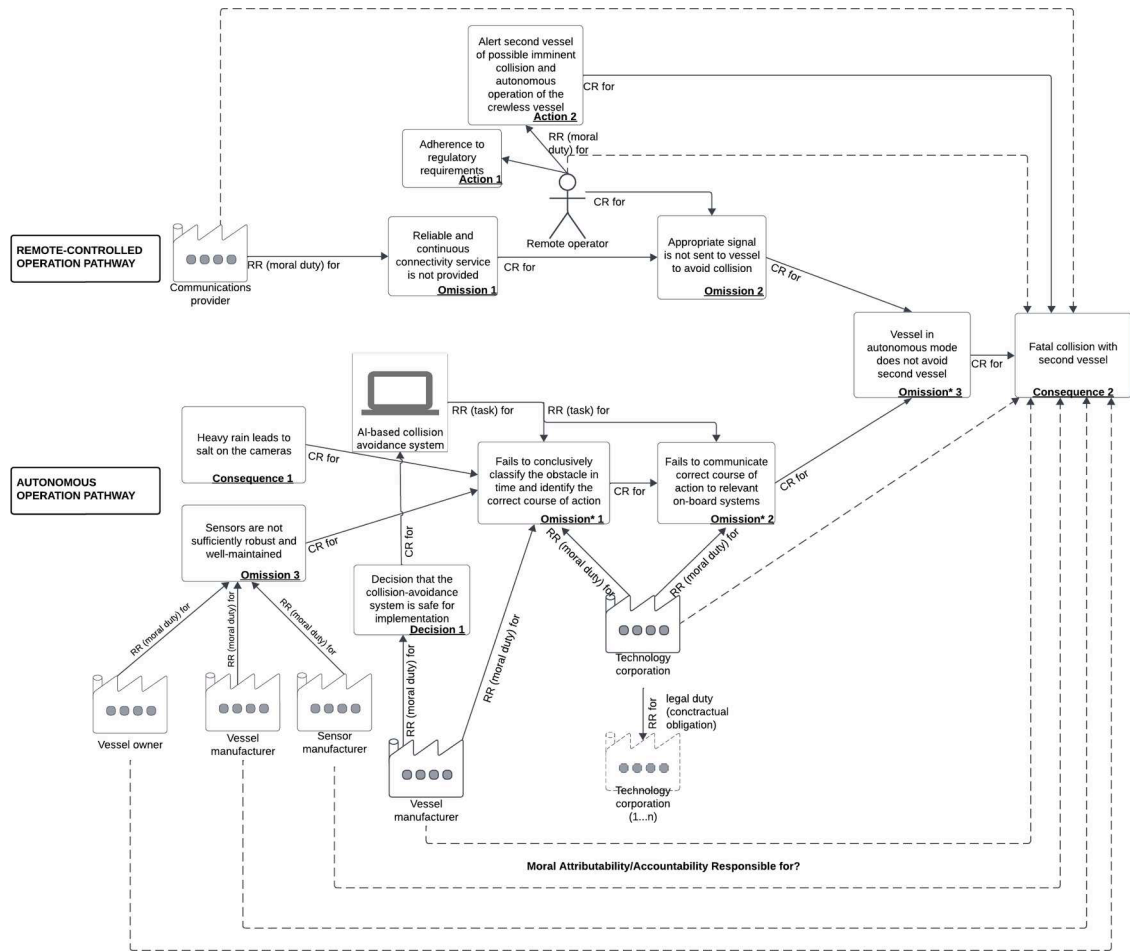 Alert second vessel
of possible imminent
collision and
autonomous
operation of the
crewless vessel
Action 2
CR for
RR (moral
duty) for
Adherence to
regulatory
requirements
Action 1
CR for
Remote operator
REMOTE-CONTROLLED
OPERATION PATHWAY
Communications
provider
RR (moral duty) for
Reliable and
continuous
connectivity service
is not provided
Omission 1
CR for
Appropriate signal
is not sent to vessel
to avoid collision
Omission 2
CR for
Vessel in
autonomous mode
does not avoid
second vessel
Omission* 3
CR for
Fatal collision with
second vessel
Consequence 2
AI-based collision
avoidance system
RR (task) for
RR (task) for
Heavy rain leads to
salt on the cameras
Consequence 1
CR for
AUTONOMOUS
OPERATION PATHWAY
Fails to conclusively
classify the obstacle in
time and identify the
correct course of action
Omission* 1
CR for
Fails to communicate
correct course of
action to relevant
on-board systems
Omission* 2
CR for
Sensors are not
sufficiently robust and
well-maintained
Omission 3
CR for
CR for
Decision that the
collision-avoidance
system is safe for
implementation
Decision 1
RR (moral duty) for
RR (moral duty) for
RR (moral duty) for
RR (moral duty) for
RR (moral duty) for
RR (moral duty) for
RR (moral duty) for
Vessel owner
Vessel
manufacturer
Sensor
manufacturer
Vessel
manufacturer
Technology
corporation
RR for
legal duty
(conctractual
obligation)
Technology
corporation
(1...n)
Moral Attributability/Accountability Responsible for?